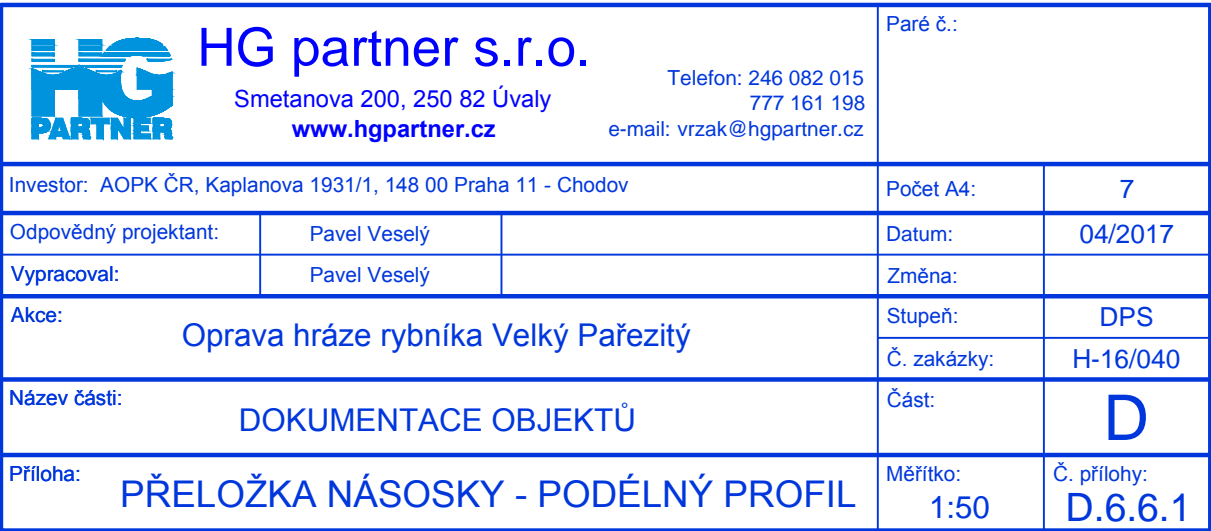 HG
PARTNER
HG partner s.r.o.
Smetanova 200, 250 82 Úvaly
www.hgpartner.cz
Telefon: 246 082 015
777 161 198
e-mail: vrzak@hgpartner.cz
Paré č.:
Investor: AOPK ČR, Kaplanova 1931/1, 148 00 Praha 11 - Chodov
Počet A4: 7
Odpovědný projektant: Pavel Veselý
Datum: 04/2017
Vypracoval: Pavel Veselý
Změna:
Akce:
Oprava hráze rybníka Velký Pařezitý
Stupeň: DPS
Č. zakázky: H-16/040
Název části:
DOKUMENTACE OBJEKTŮ
Část: D
Příloha:
PŘELOŽKA NÁSOSKY - PODÉLNÝ PROFIL
Měřítko:
1:50
Č. přílohy:
D.6.6.1